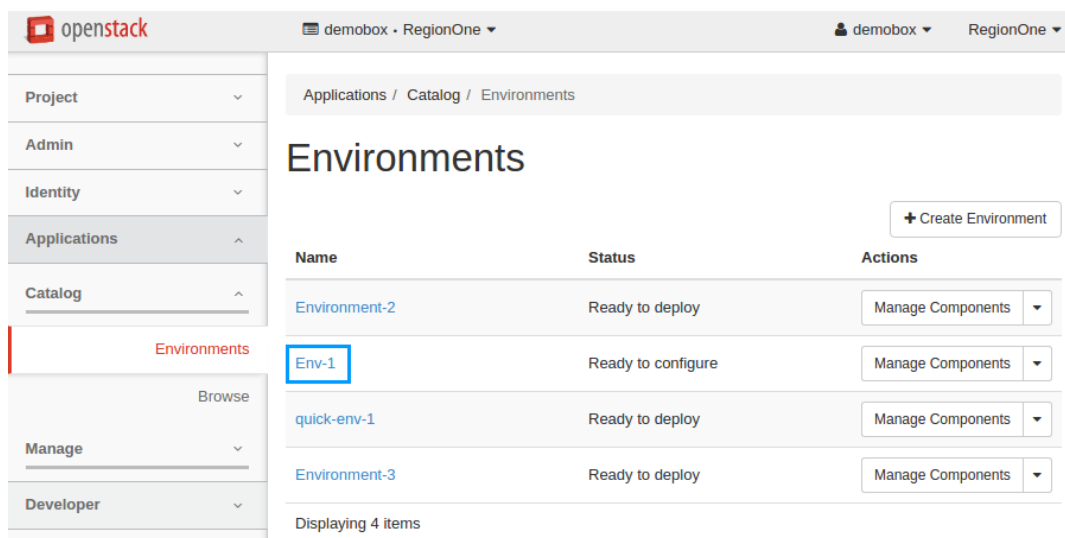 openstack
demobox • RegionOne
demobox
RegionOne
Project
Admin
Identity
Applications
Catalog
Environments
Browse
Manage
Developer
Applications / Catalog / Environments
Environments
+ Create Environment
Name Status Actions
Environment-2 Ready to deploy Manage Components
Env-1 Ready to configure Manage Components
quick-env-1 Ready to deploy Manage Components
Environment-3 Ready to deploy Manage Components
Displaying 4 items